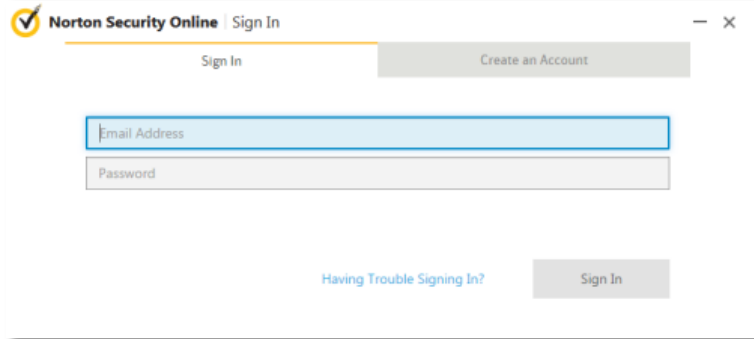 Norton Security Online | Sign In
Sign In
Create an Account
Email Address
Password
Having Trouble Signing In?
Sign In